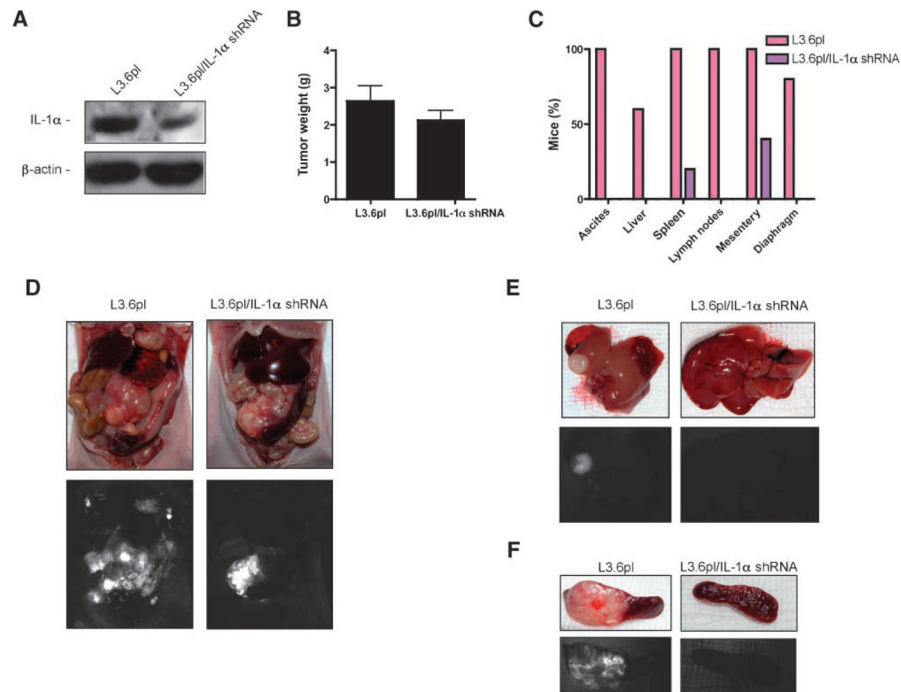 A
L3.6pl
L3.6pl/IL-1α shRNA
IL-1α -
β-actin -
B
Tumor weight (g)
4
3
2
1
0
L3.6pl
L3.6pl/IL-1α shRNA
C
L3.6pl
L3.6pl/IL-1α shRNA
Mice (%)
100
50
0
Ascites
Liver
Spleen
Lymph nodes
Mesentery
Diaphragm
D
L3.6pl
L3.6pl/IL-1α shRNA
E
L3.6pl
L3.6pl/IL-1α shRNA
F
L3.6pl
L3.6pl/IL-1α shRNA